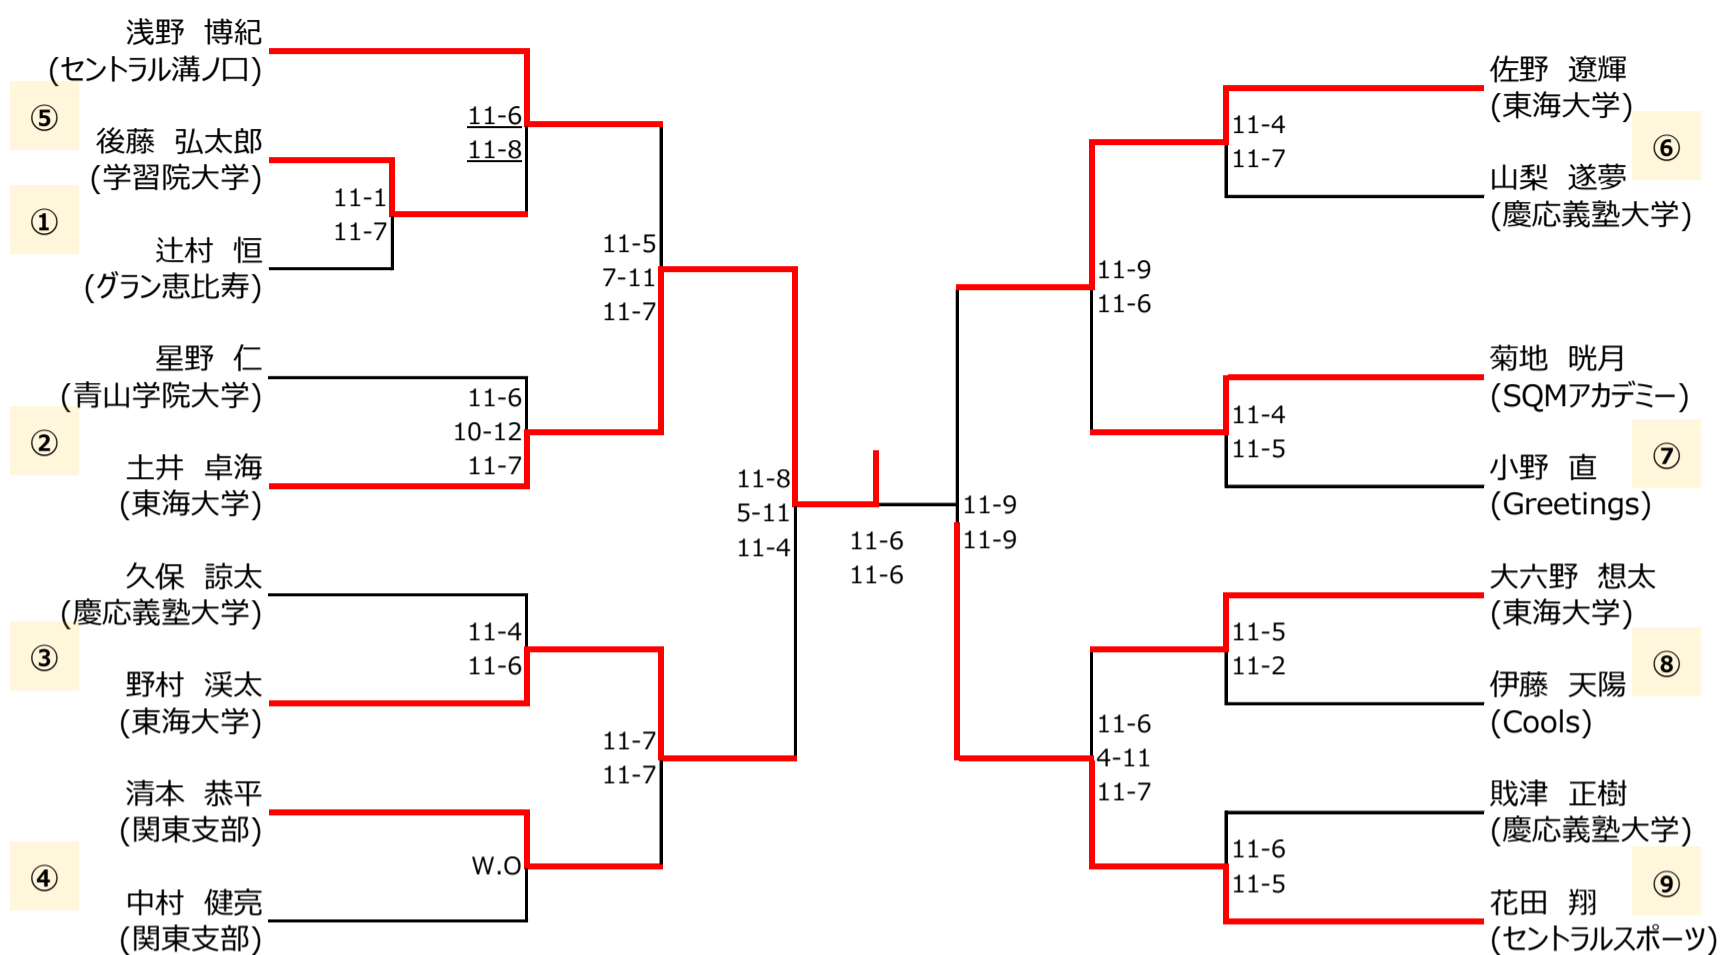 浅野 博紀
(セントラル溝ノ口)
⑤
11-6
11-8
後藤 弘太郎
(学習院大学)
①
11-1
11-7
辻村 恒
(グラン恵比寿)
11-5
7-11
11-7
星野 仁
(青山学院大学)
②
11-6
10-12
11-7
土井 卓海
(東海大学)
11-8
5-11
11-4
久保 諒太
(慶応義塾大学)
③
11-4
11-6
野村 渓太
(東海大学)
11-7
11-7
清本 恭平
(関東支部)
④
W.O
中村 健亮
(関東支部)
11-6
11-6
佐野 遼輝
(東海大学)
⑥
11-4
11-7
山梨 遂夢
(慶応義塾大学)
11-9
11-6
菊地 晄月
(SQMアカデミー)
⑦
11-4
11-5
小野 直
(Greetings)
11-9
11-9
大六野 想太
(東海大学)
⑧
11-5
11-2
伊藤 天陽
(Cools)
11-6
4-11
11-7
戝津 正樹
(慶応義塾大学)
⑨
11-6
11-5
花田 翔
(セントラルスポーツ)